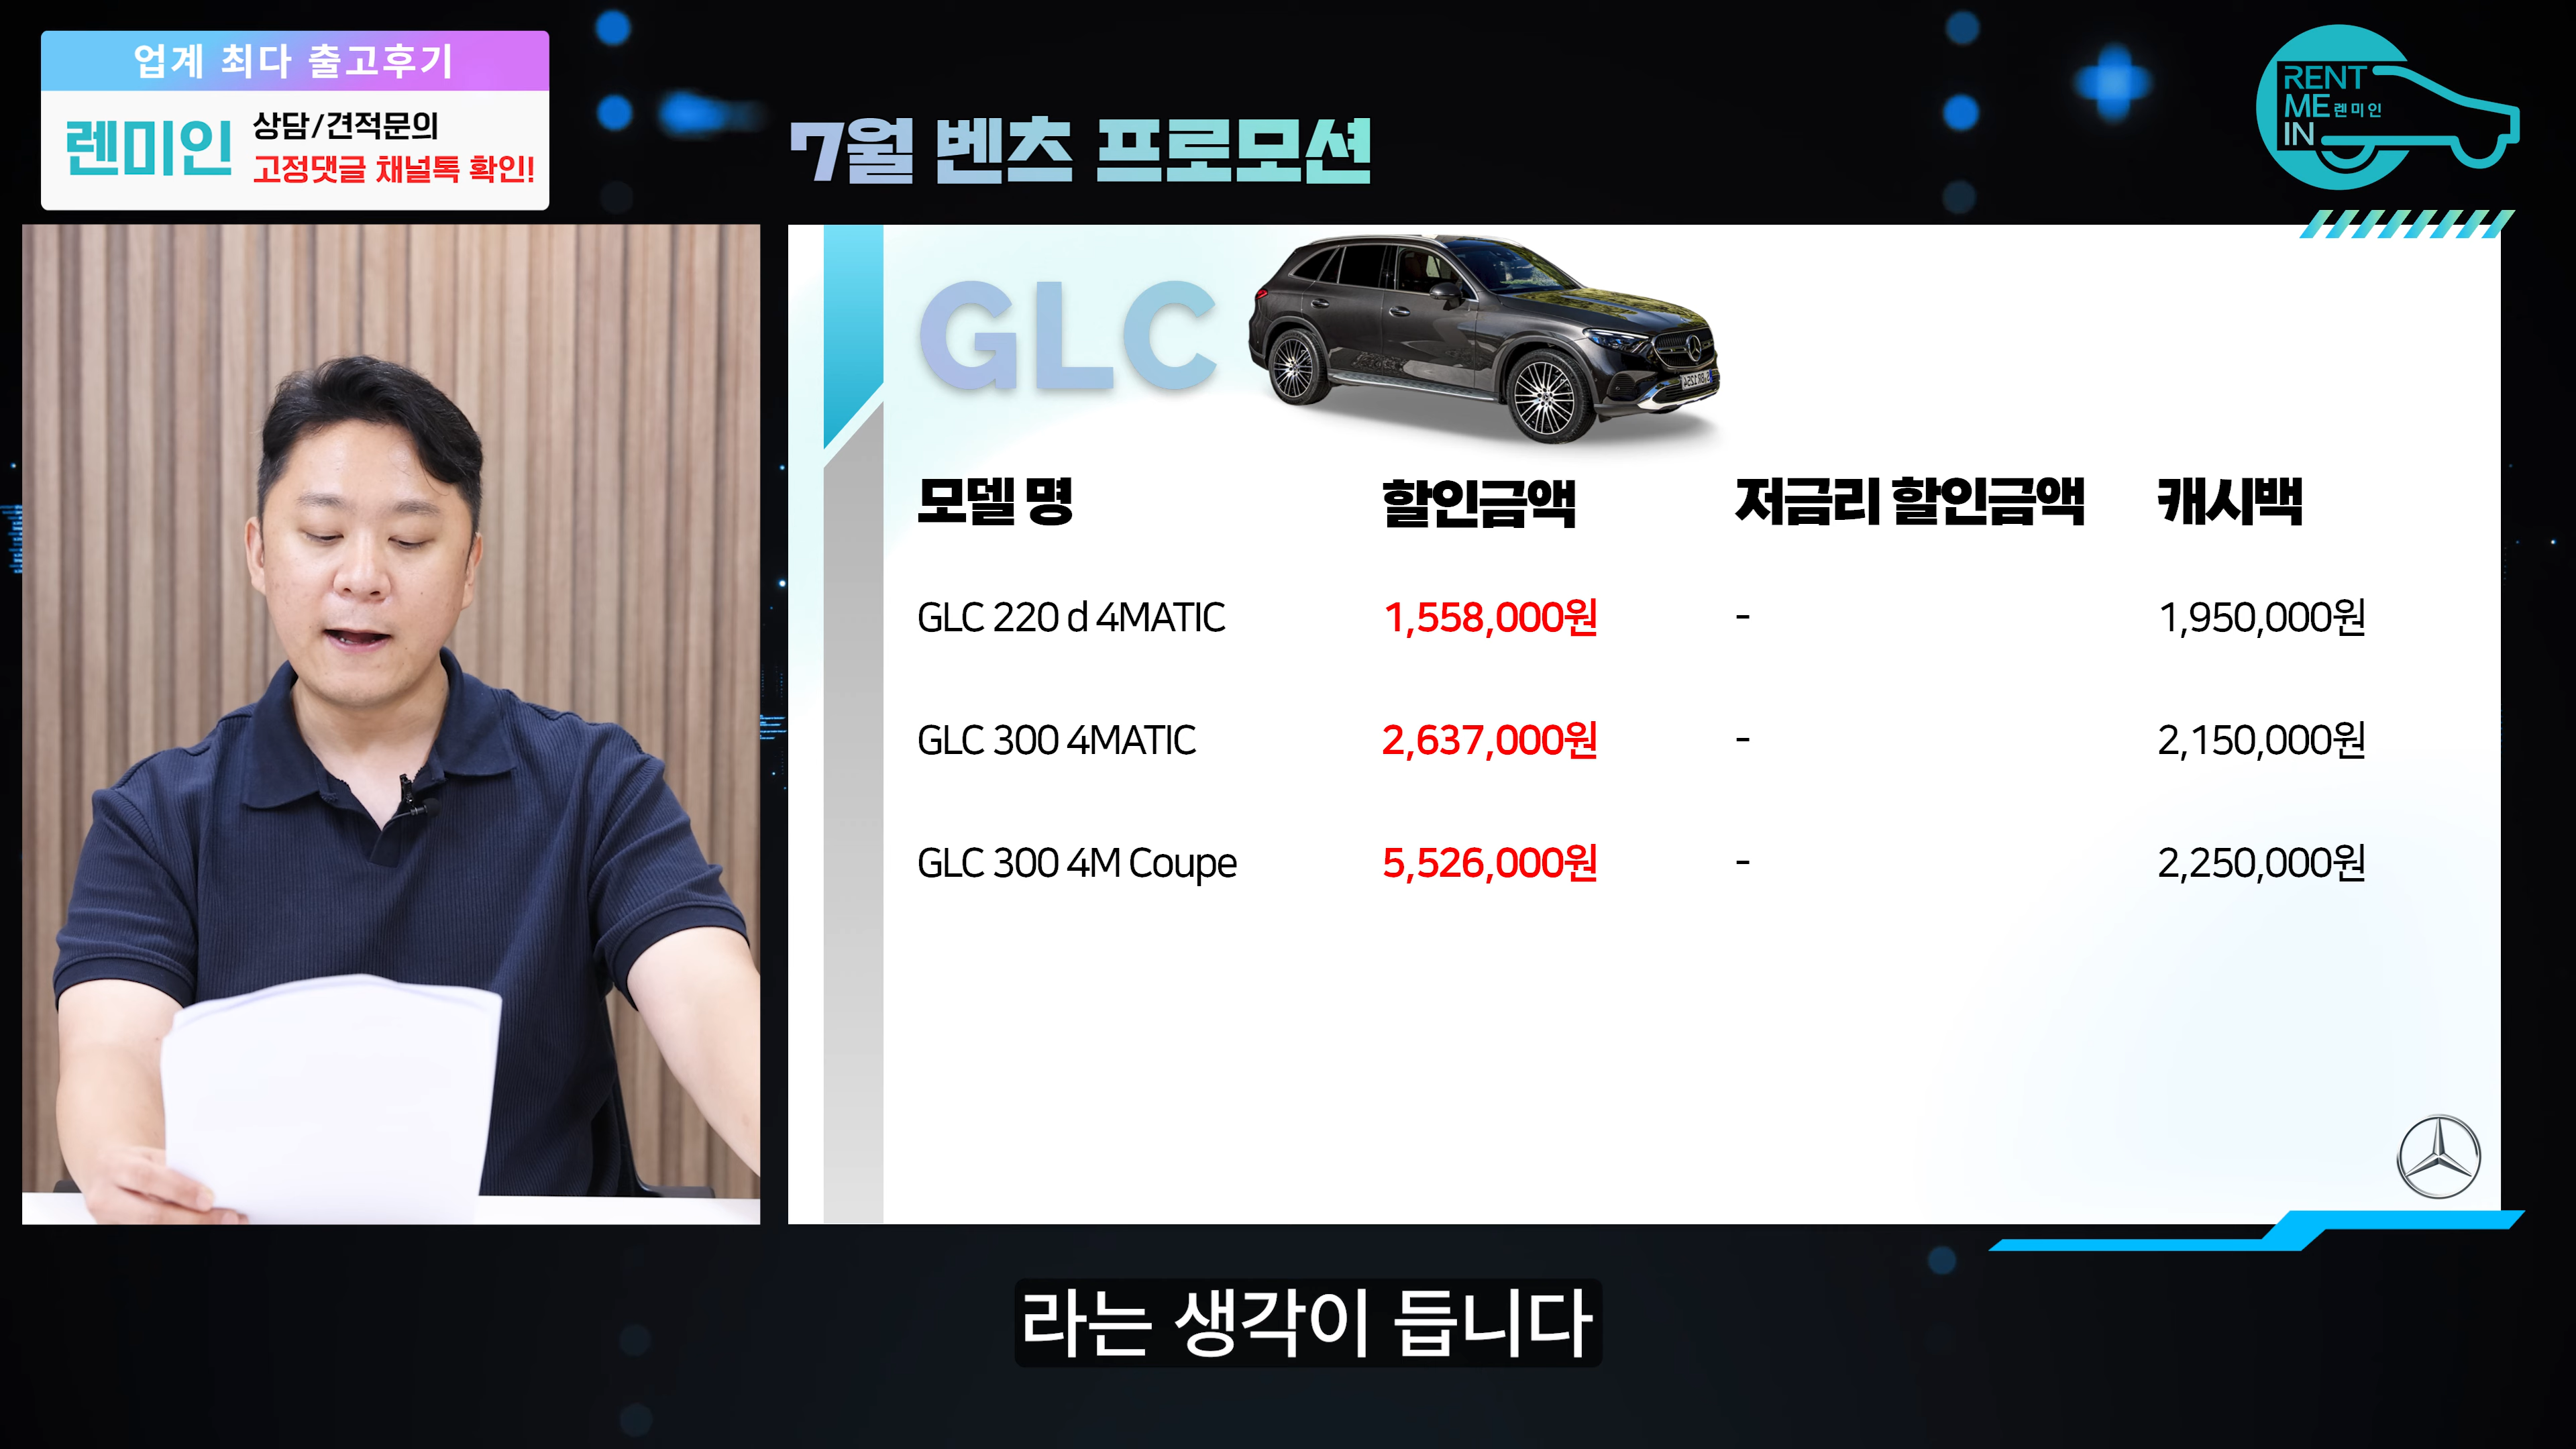 업계 최다 출고후기
렌미인
상담/견적문의
고정댓글 채널톡 확인!
7월 벤츠 프로모션
RENT
ME렌미인
IN
GLC
모델 명 할인금액 저금리 할인금액 캐시백
GLC 220 d 4MATIC 1,558,000원 - 1,950,000원
GLC 300 4MATIC 2,637,000원 - 2,150,000원
GLC 300 4M Coupe 5,526,000원 - 2,250,000원
라는 생각이 듭니다